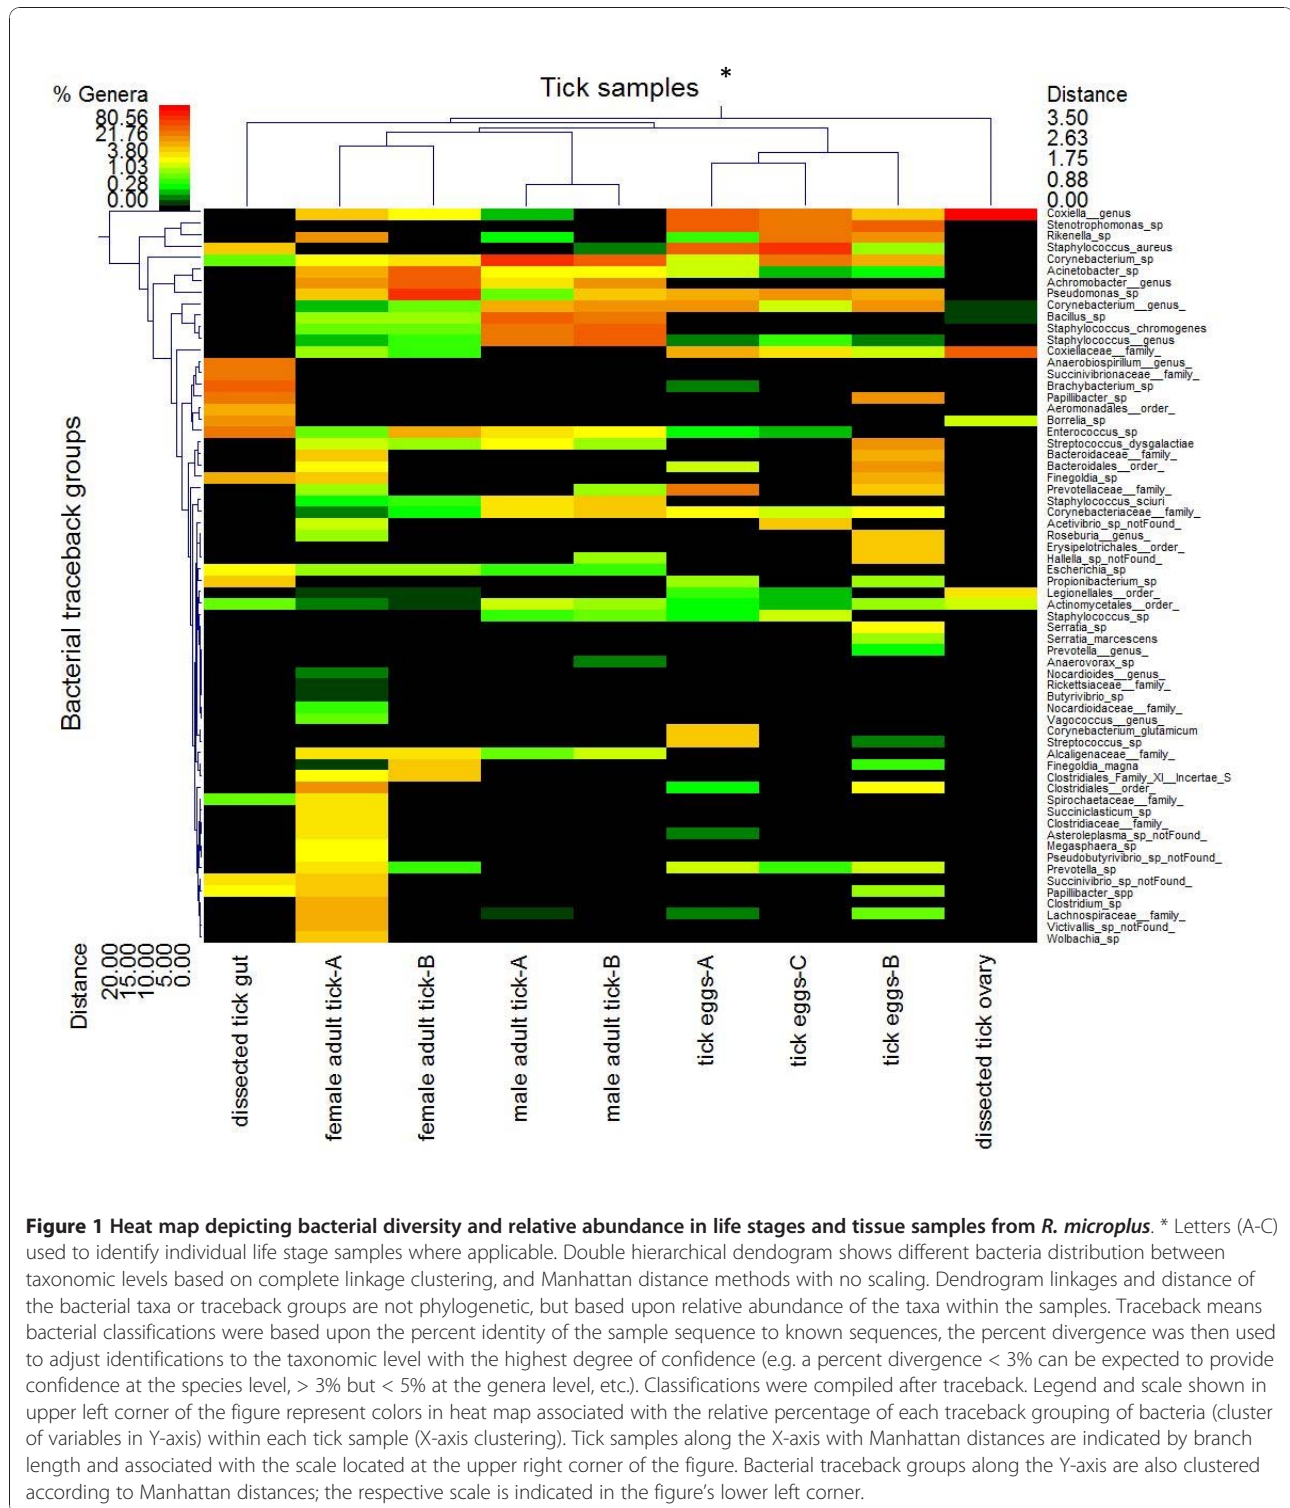 Tick samples *
% Genera
80.56
21.76
3.80
1.03
0.28
0.00
Distance
3.50
2.63
1.75
0.88
0.00
Coxiella__genus
Stenotrophomonas_sp
Rikenella_sp
Staphylococcus_aureus
Corynebacterium_sp
Acinetobacter_sp
Achromobacter__genus
Pseudomonas_sp
Corynebacterium__genus_
Bacillus_sp
Staphylococcus_chromogenes
Staphylococcus__genus
Coxiellaceae__family_
Anaerobiospirillum__genus_
Succinivibrionaceae__family_
Brachybacterium_sp
Papillibacter_sp
Aeromonadales__order_
Borrelia_sp
Enterococcus_sp
Streptococcus_dysgalactiae
Bacteroidaceae__family_
Bacteroidales__order_
Finegoldia_sp
Prevotellaceae__family_
Staphylococcus_sciuri
Corynebacteriaceae__family_
Acetivibrio_sp_notFound_
Roseburia__genus_
Erysipelotrichales__order_
Hallella_sp_notFound_
Escherichia_sp
Propionibacterium_sp
Legionellales__order_
Actinomycetales__order_
Staphylococcus_sp
Serratia_sp
Serratia_marcescens
Prevotella__genus_
Anaerovorax_sp
Nocardioides__genus_
Rickettsiaceae__family_
Butyrivibrio_sp
Nocardioidaceae__family_
Vagococcus__genus_
Corynebacterium_glutamicum
Streptococcus_sp
Alcaligenaceae__family_
Finegoldia_magna
Clostridiales_Family_XI__Incertae_S
Clostridiales__order_
Spirochaetaceae__family_
Succiniclasticum_sp
Clostridiaceae__family_
Asteroleplasma_sp_notFound_
Megasphaera_sp
Pseudobutyrivibrio_sp_notFound_
Prevotella_sp
Succinivibrio_sp_notFound_
Papillibacter_spp
Clostridium_sp
Lachnospiraceae__family_
Victivallis_sp_notFound_
Wolbachia_sp
Bacterial traceback groups
Distance
20.00
15.00
10.00
5.00
0.00
dissected tick gut
female adult tick-A
female adult tick-B
male adult tick-A
male adult tick-B
tick eggs-A
tick eggs-C
tick eggs-B
dissected tick ovary
Figure 1 Heat map depicting bacterial diversity and relative abundance in life stages and tissue samples from R. microplus. * Letters (A-C)
used to identify individual life stage samples where applicable. Double hierarchical dendogram shows different bacteria distribution between
taxonomic levels based on complete linkage clustering, and Manhattan distance methods with no scaling. Dendrogram linkages and distance of
the bacterial taxa or traceback groups are not phylogenetic, but based upon relative abundance of the taxa within the samples. Traceback means
bacterial classifications were based upon the percent identity of the sample sequence to known sequences, the percent divergence was then used
to adjust identifications to the taxonomic level with the highest degree of confidence (e.g. a percent divergence < 3% can be expected to provide
confidence at the species level, > 3% but < 5% at the genera level, etc.). Classifications were compiled after traceback. Legend and scale shown in
upper left corner of the figure represent colors in heat map associated with the relative percentage of each traceback grouping of bacteria (cluster
of variables in Y-axis) within each tick sample (X-axis clustering). Tick samples along the X-axis with Manhattan distances are indicated by branch
length and associated with the scale located at the upper right corner of the figure. Bacterial traceback groups along the Y-axis are also clustered
according to Manhattan distances; the respective scale is indicated in the figure's lower left corner.